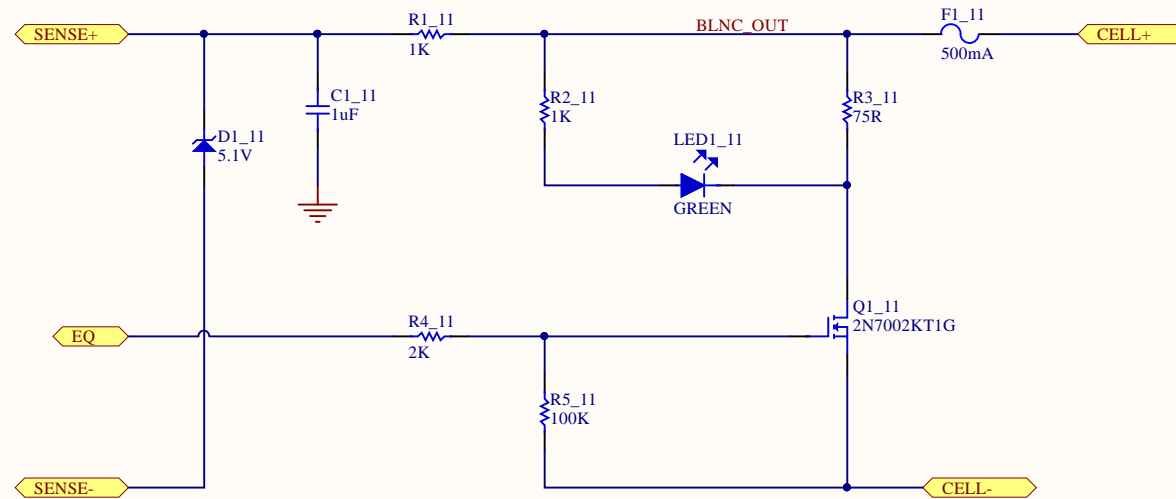 F1_11
SENSE+
R1_11
BLNC_OUT
CELL+
1K
500mA
C1_11
1uF
R2_11
1K
R3_11
75R
D1_11
5.1V
LED1_11
GREEN
Q1_11
2N7002KT1G
EQ
R4_11
2K
R5_11
100K
SENSE-
CELL-